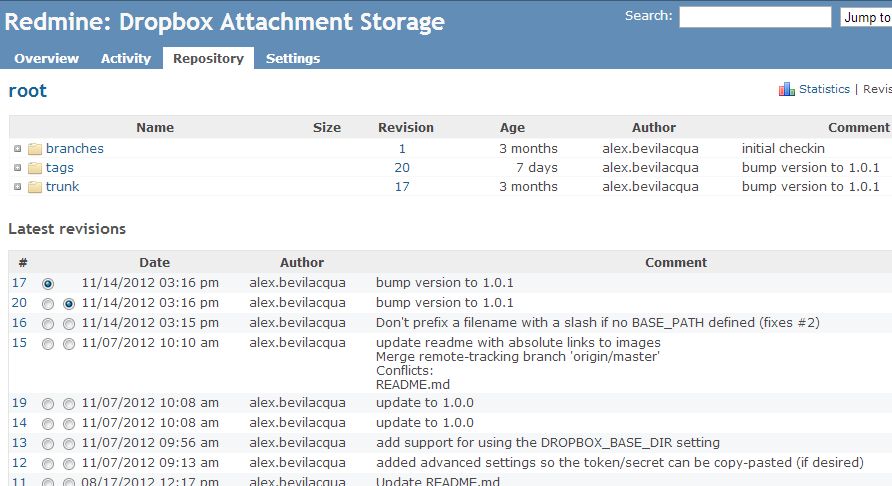 Redmine: Dropbox Attachment Storage
Search:
Jump to
Overview Activity Repository Settings
root
Statistics | Revis
Name Size Revision Age Author Comment
branches 1 3 months alex.bevilacqua initial checkin
tags 20 7 days alex.bevilacqua bump version to 1.0.1
trunk 17 3 months alex.bevilacqua bump version to 1.0.1
Latest revisions
# Date Author Comment
17 11/14/2012 03:16 pm alex.bevilacqua bump version to 1.0.1
20 11/14/2012 03:16 pm alex.bevilacqua bump version to 1.0.1
16 11/14/2012 03:15 pm alex.bevilacqua Don't prefix a filename with a slash if no BASE_PATH defined (fixes #2)
15 11/07/2012 10:10 am alex.bevilacqua update readme with absolute links to images
Merge remote-tracking branch 'origin/master'
Conflicts:
README.md
19 11/07/2012 10:08 am alex.bevilacqua update to 1.0.0
14 11/07/2012 10:08 am alex.bevilacqua update to 1.0.0
13 11/07/2012 09:56 am alex.bevilacqua add support for using the DROPBOX_BASE_DIR setting
12 11/07/2012 09:13 am alex.bevilacqua added advanced settings so the token/secret can be copy-pasted (if desired)
11 08/17/2012 12:17 pm alex.bevilacqua Update README.md